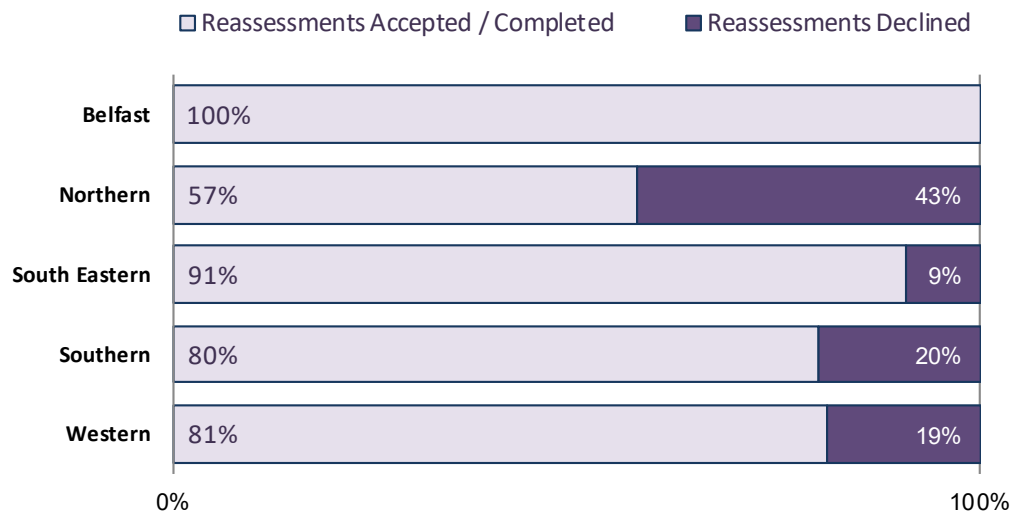 Reassessments Accepted / Completed Reassessments Declined
Belfast 100%
Northern 57% 43%
South Eastern 91% 9%
Southern 80% 20%
Western 81% 19%
0% 100%